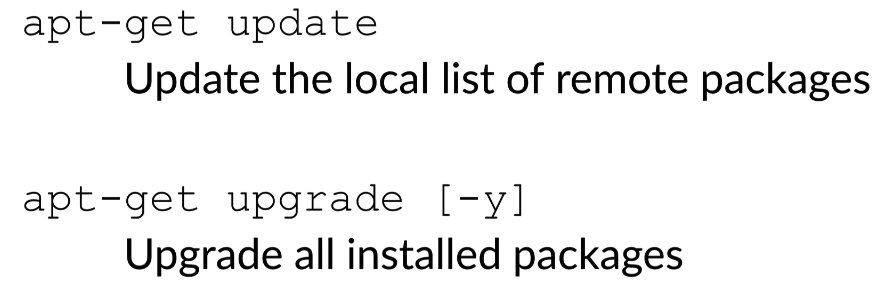 apt-get update
Update the local list of remote packages
apt-get upgrade [-y]
Upgrade all installed packages